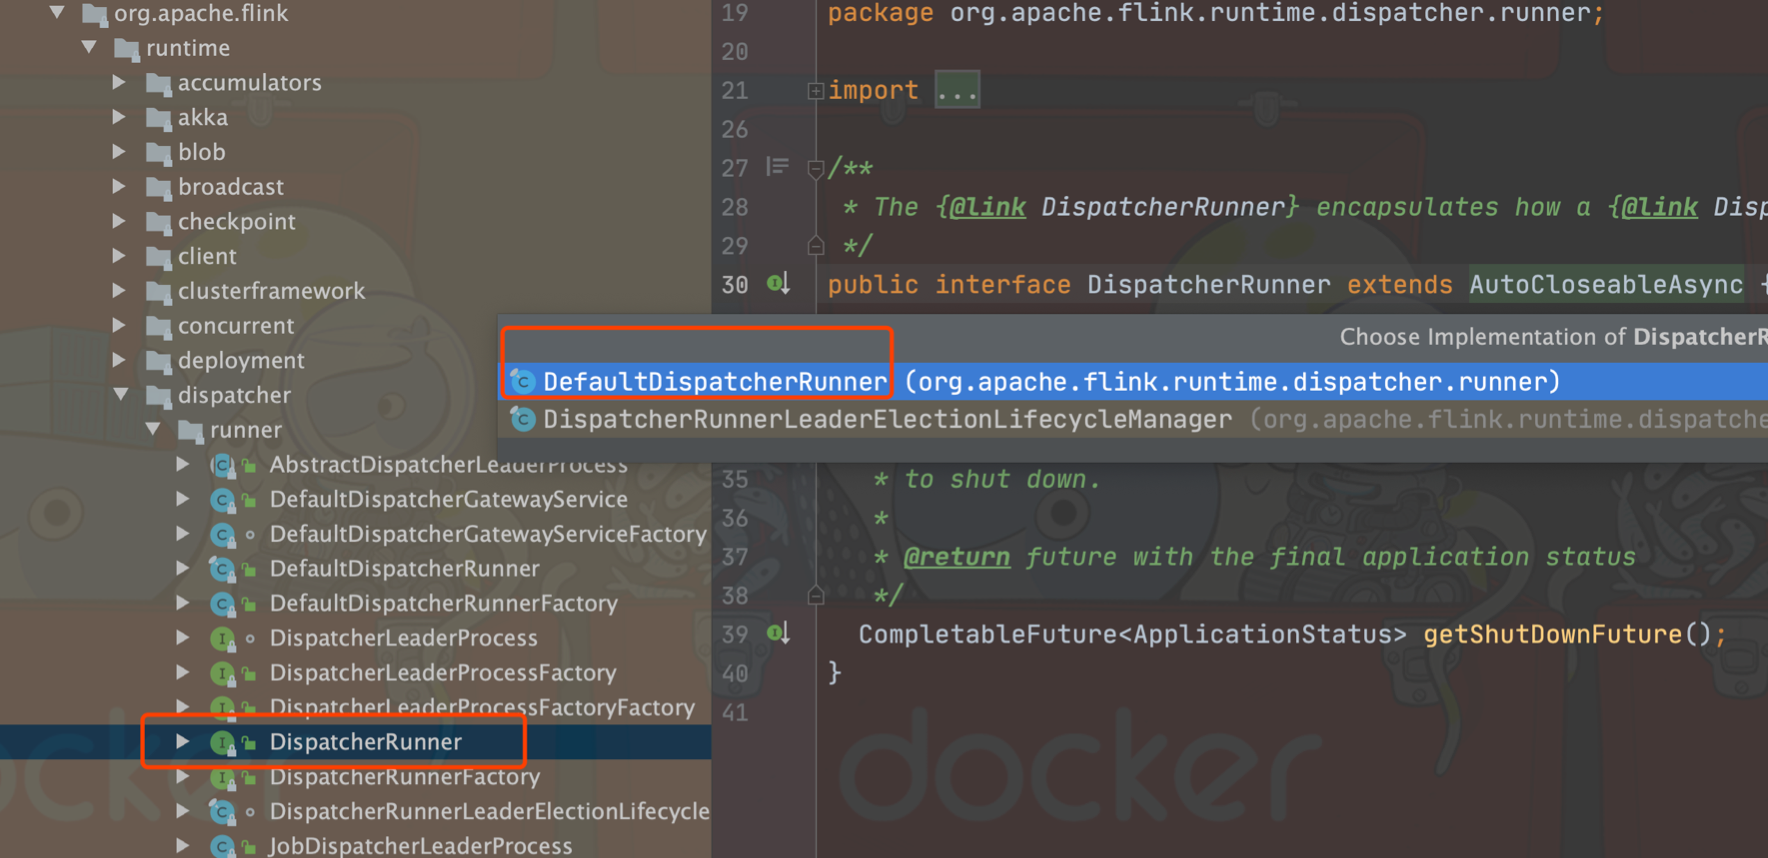 org.apache.flink
runtime
accumulators
akka
blob
broadcast
checkpoint
client
clusterframework
concurrent
deployment
dispatcher
runner
AbstractDispatcherLeaderProcess
DefaultDispatcherGatewayService
DefaultDispatcherGatewayServiceFactory
DefaultDispatcherRunner
DefaultDispatcherRunnerFactory
DispatcherLeaderProcess
DispatcherLeaderProcessFactory
DispatcherLeaderProcessFactoryFactory
DispatcherRunner
DispatcherRunnerFactory
DispatcherRunnerLeaderElectionLifecycle
JobDispatcherLeaderProcess
19 package org.apache.flink.runtime.dispatcher.runner;
20
21 import ...
26
27 /**
28 * The {@link DispatcherRunner} encapsulates how a {@link Disp
29 */
30 public interface DispatcherRunner extends AutoCloseableAsync {
Choose Implementation of DispatcherR
DefaultDispatcherRunner (org.apache.flink.runtime.dispatcher.runner)
DispatcherRunnerLeaderElectionLifecycleManager (org.apache.flink.runtime.dispatche
35 * to shut down.
36 *
37 * @return future with the final application status
38 */
39 CompletableFuture<ApplicationStatus> getShutDownFuture();
40 }
41
docker
docker